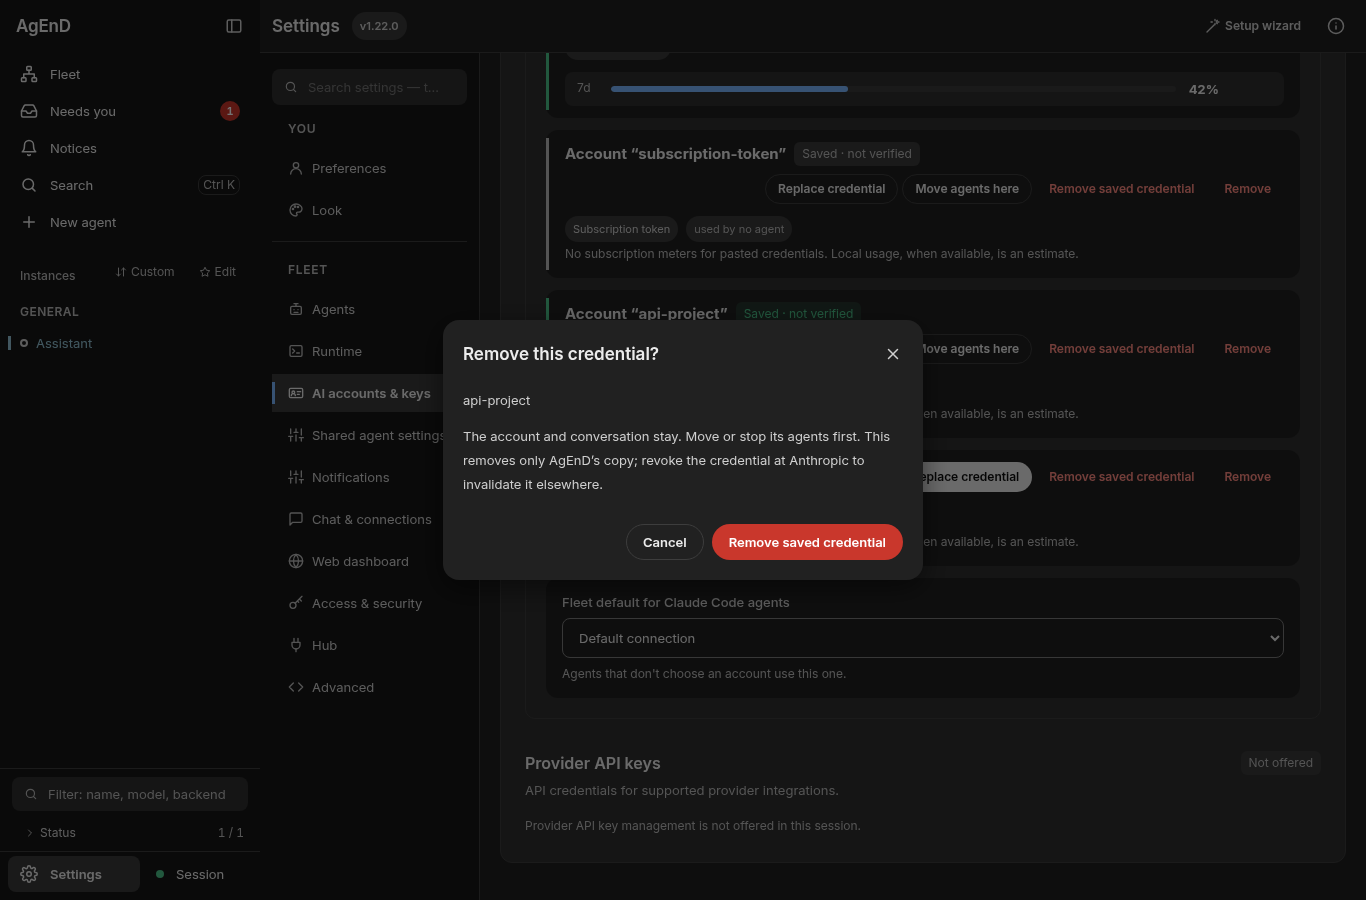 AgEnD
Fleet
Needs you
1
Notices
Search
Ctrl K
New agent
Instances
Custom
Edit
GENERAL
Assistant
Filter: name, model, backend
Status
1 / 1
Settings
Session
Settings
v1.22.0
Setup wizard
Search settings — t...
YOU
Preferences
Look
FLEET
Agents
Runtime
AI accounts & keys
Shared agent settings
Notifications
Chat & connections
Web dashboard
Access & security
Hub
Advanced
7d
42%
Account “subscription-token”
Saved · not verified
Replace credential
Move agents here
Remove saved credential
Remove
Subscription token
used by no agent
No subscription meters for pasted credentials. Local usage, when available, is an estimate.
Account “api-project”
Saved · not verified
Move agents here
Remove saved credential
Remove
en available, is an estimate.
eplace credential
Remove saved credential
Remove
en available, is an estimate.
Remove this credential?
api-project
The account and conversation stay. Move or stop its agents first. This
removes only AgEnD’s copy; revoke the credential at Anthropic to
invalidate it elsewhere.
Cancel
Remove saved credential
Fleet default for Claude Code agents
Default connection
Agents that don't choose an account use this one.
Provider API keys
Not offered
API credentials for supported provider integrations.
Provider API key management is not offered in this session.